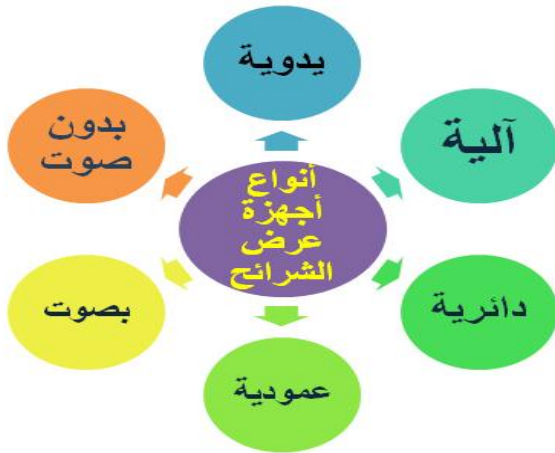 أنواع
أجهزة
عرض
الشرائح
يدوية
آلية
دائرية
عمودية
بصوت
بدون
صوت